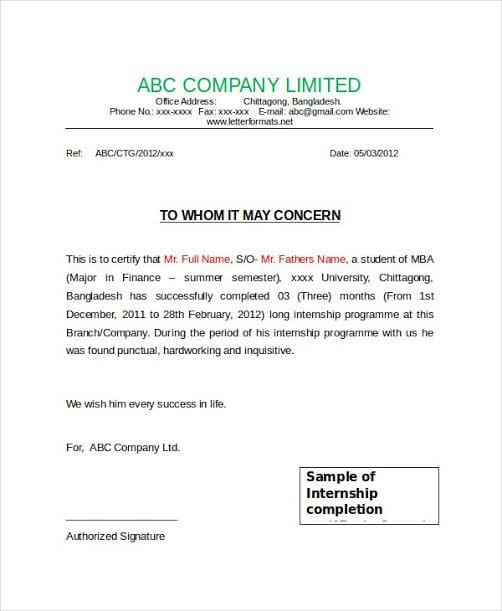 ABC COMPANY LIMITED
Office Address: Chittagong, Bangladesh.
Phone No.: xxx-xxxx Fax: xxx-xxx E-mail: abc@gmail.com Website:
www.letterformats.net
Ref: ABC/CTG/2012/xxx Date: 05/03/2012
TO WHOM IT MAY CONCERN
This is to certify that Mr. Full Name, S/O- Mr. Fathers Name, a student of MBA
(Major in Finance – summer semester), xxxx University, Chittagong,
Bangladesh has successfully completed 03 (Three) months (From 1st
December, 2011 to 28th February, 2012) long internship programme at this
Branch/Company. During the period of his internship programme with us he
was found punctual, hardworking and inquisitive.
We wish him every success in life.
For, ABC Company Ltd.
Sample of
Internship
completion
Authorized Signature